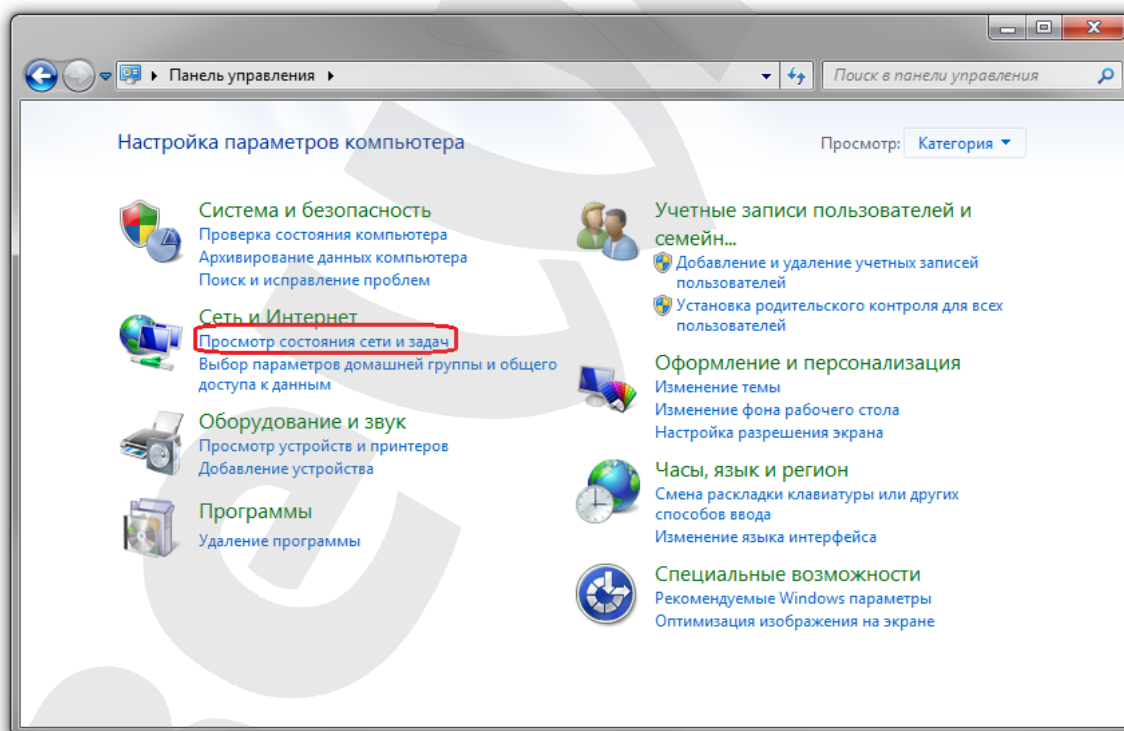 Панель управления
Поиск в панели управления
Настройка параметров компьютера
Просмотр: Категория
Система и безопасность
Проверка состояния компьютера
Архивирование данных компьютера
Поиск и исправление проблем
Сеть и Интернет
Просмотр состояния сети и задач
Выбор параметров домашней группы и общего
доступа к данным
Оборудование и звук
Просмотр устройств и принтеров
Добавление устройства
Программы
Удаление программы
Учетные записи пользователей и
семейн...
Добавление и удаление учетных записей
пользователей
Установка родительского контроля для всех
пользователей
Оформление и персонализация
Изменение темы
Изменение фона рабочего стола
Настройка разрешения экрана
Часы, язык и регион
Смена раскладки клавиатуры или других
способов ввода
Изменение языка интерфейса
Специальные возможности
Рекомендуемые Windows параметры
Оптимизация изображения на экране